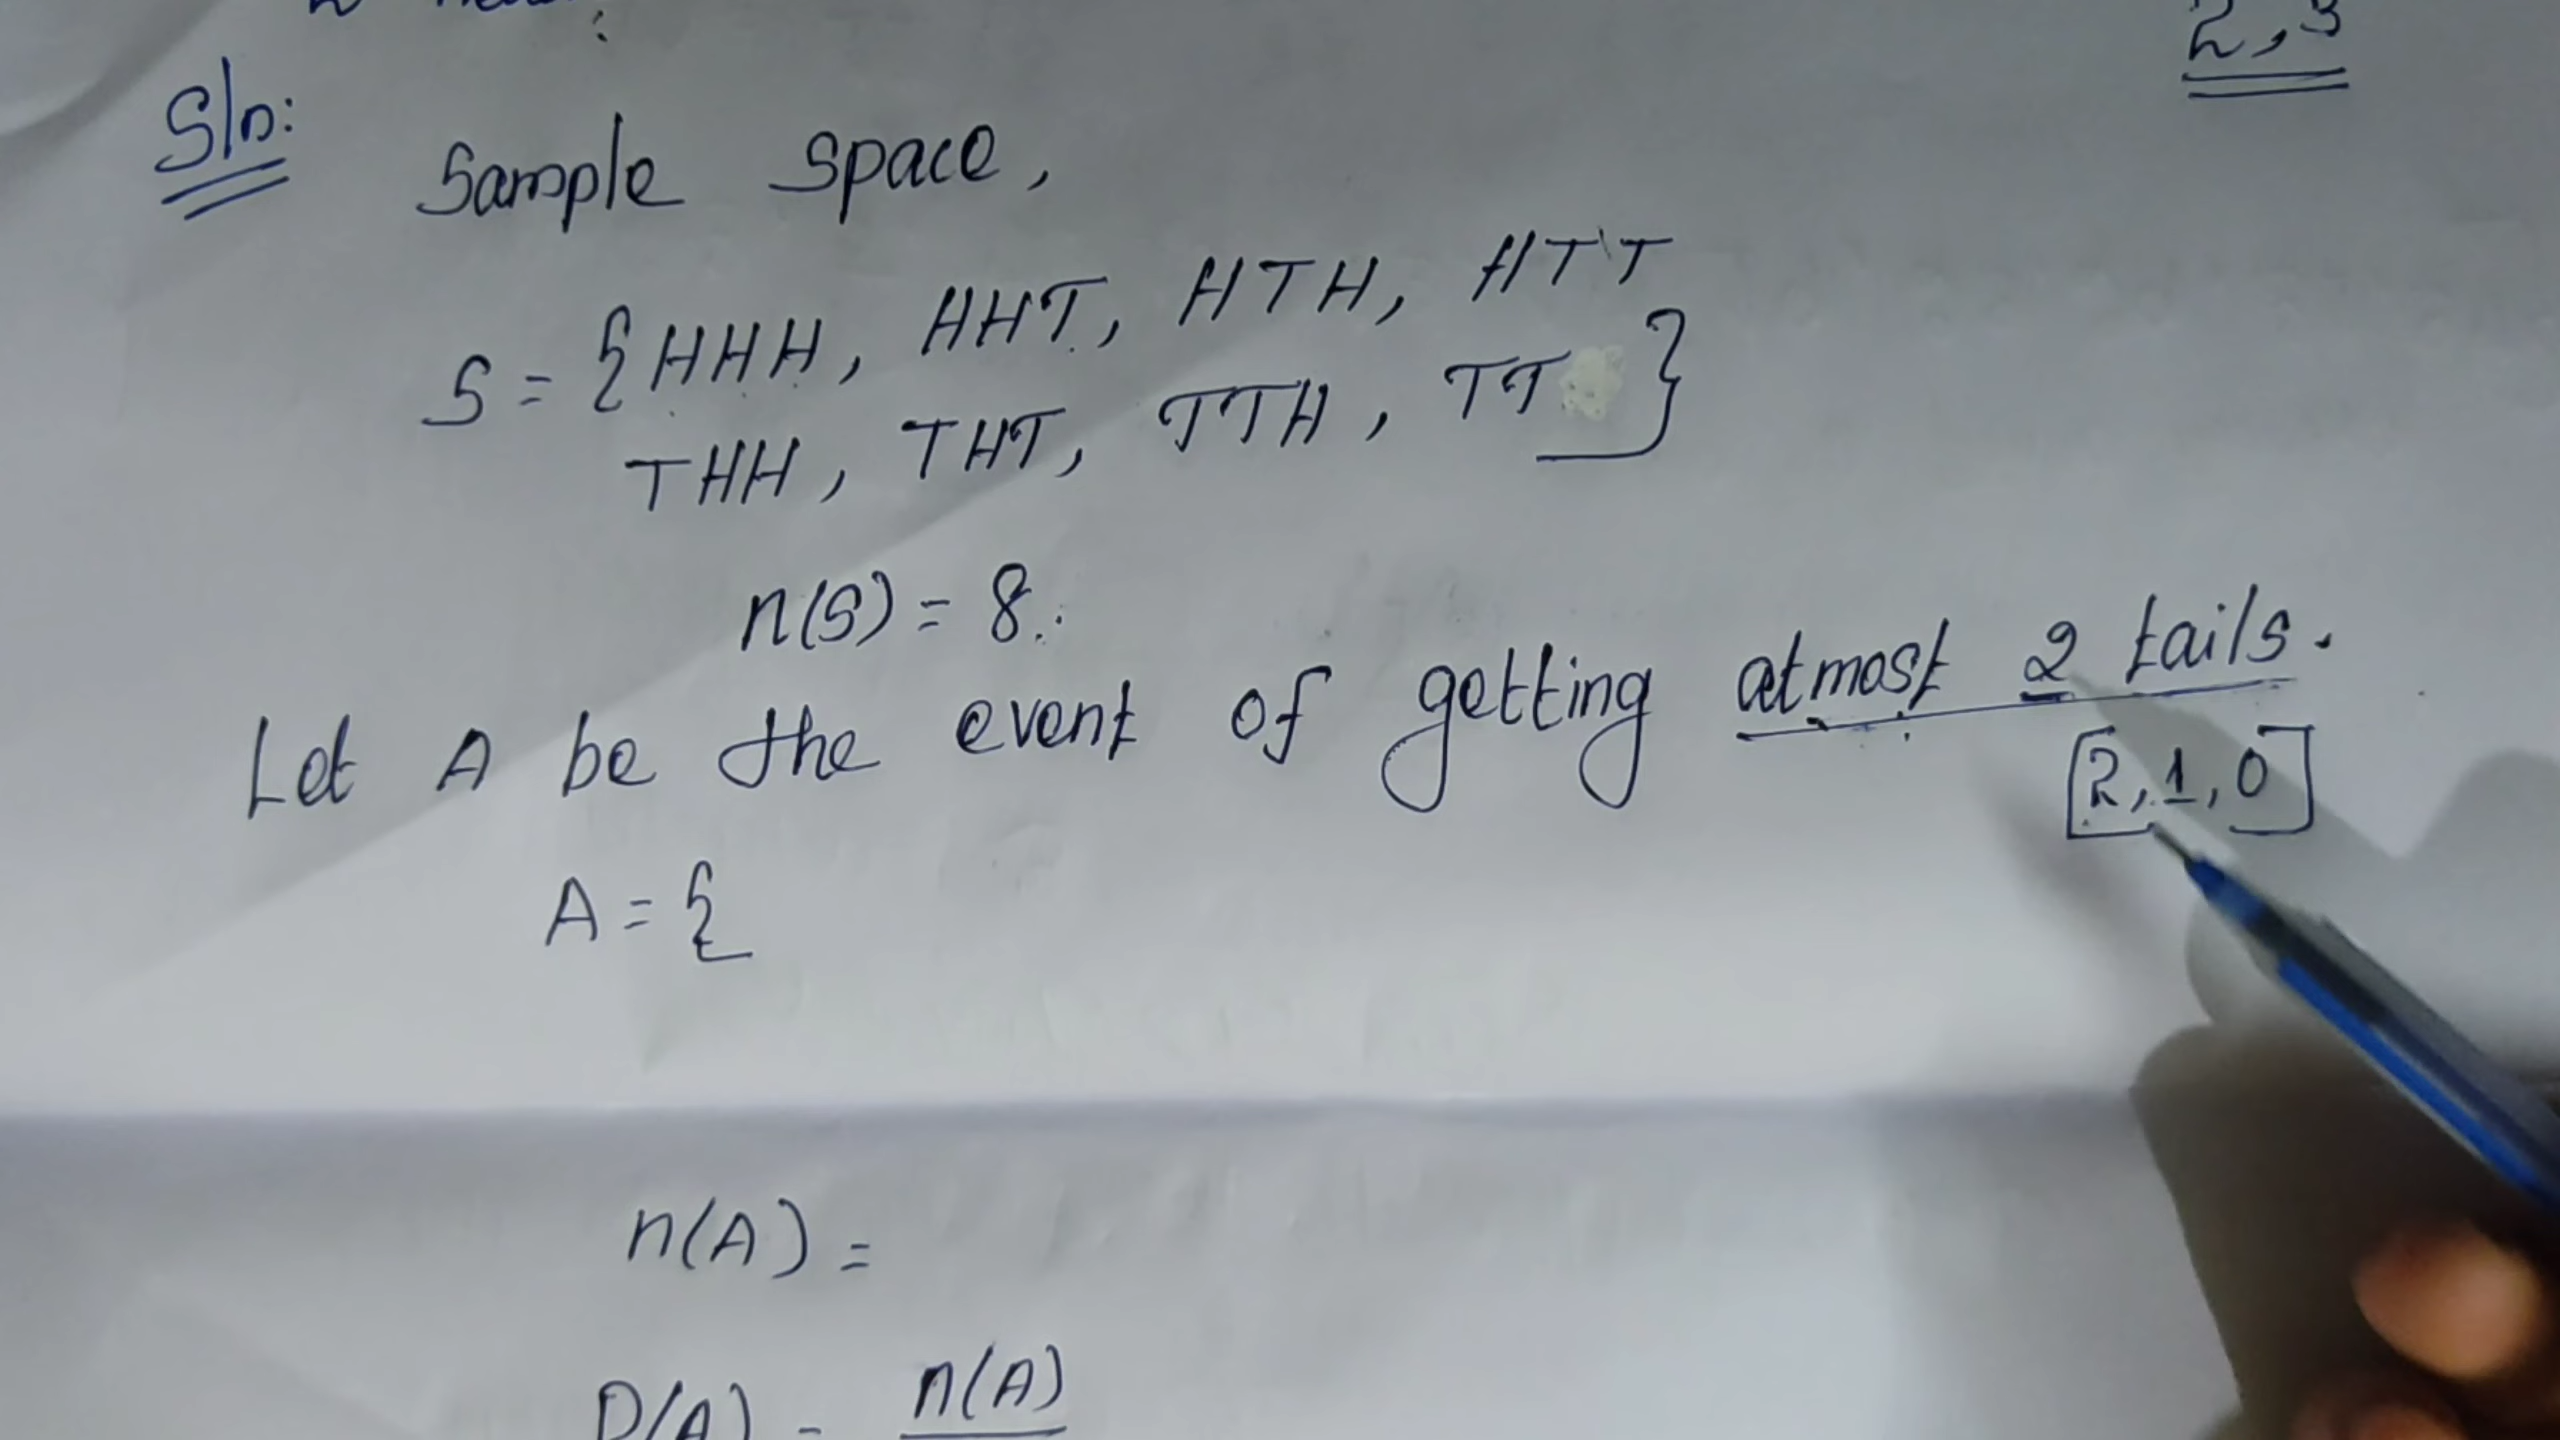 2,3
Sln:
Sample Space,
S = {HHH, HHT, HTH, HTT
THH, THT, TTH, TT }
n(S) = 8.
Let A be the event of getting atmost 2 tails.
[2,1,0]
A = {
n(A) =
P(A) = n(A)